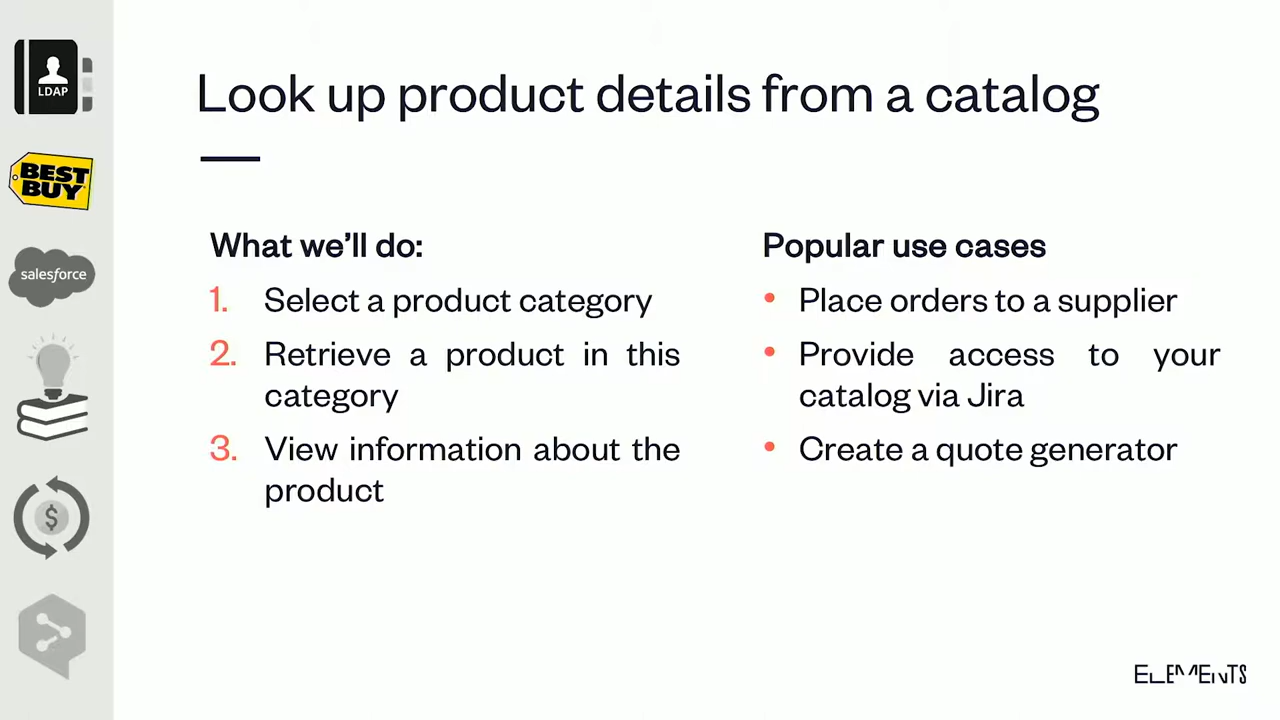 LDAP
BEST
BUY
salesforce
$
Look up product details from a catalog
What we'll do:
1. Select a product category
2. Retrieve a product in this
category
3. View information about the
product
Popular use cases
• Place orders to a supplier
• Provide access to your
catalog via Jira
• Create a quote generator
ELEMENTS